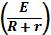 (E/(R + r))